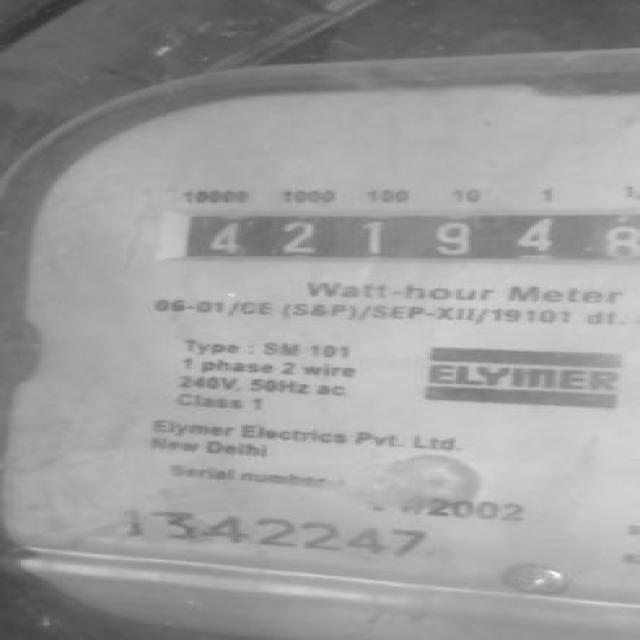 10000 1000 100 10 1
4 2 1 9 4 8
Watt-hour Meter
06-01/CE (S&P)/SEP-XII/19101 dt.
Type : SM 101
1 phase 2 wire
240V. 50Hz ac
Class 1
ELYMER
Elymer Electrics Pvt. Ltd.
New Delhi
Serial number
/2002
1342247